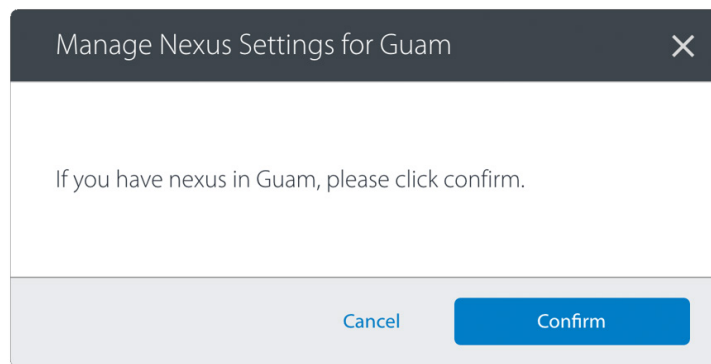 Manage Nexus Settings for Guam
If you have nexus in Guam, please click confirm.
Cancel Confirm